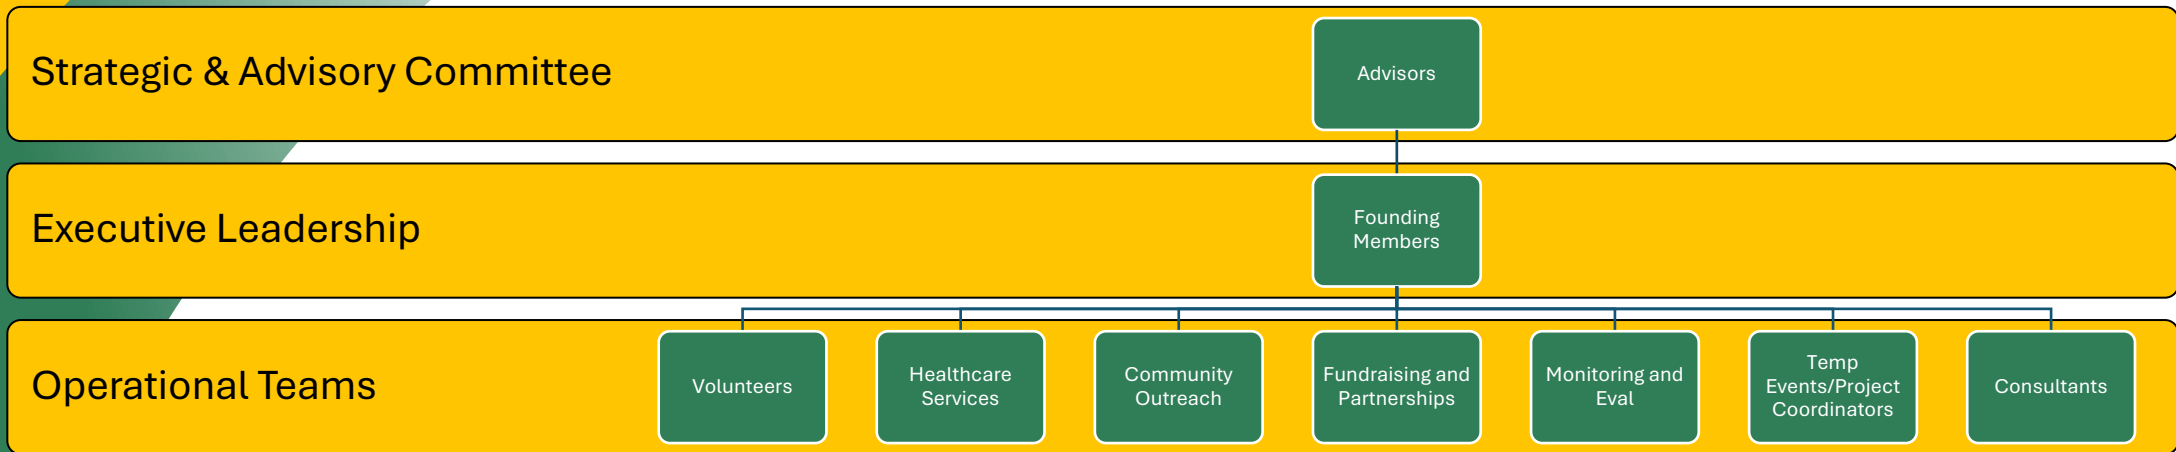 Strategic & Advisory Committee
Advisors
Executive Leadership
Founding
Members
Operational Teams
Volunteers
Healthcare
Services
Community
Outreach
Fundraising and
Partnerships
Monitoring and
Eval
Temp
Events/Project
Coordinators
Consultants